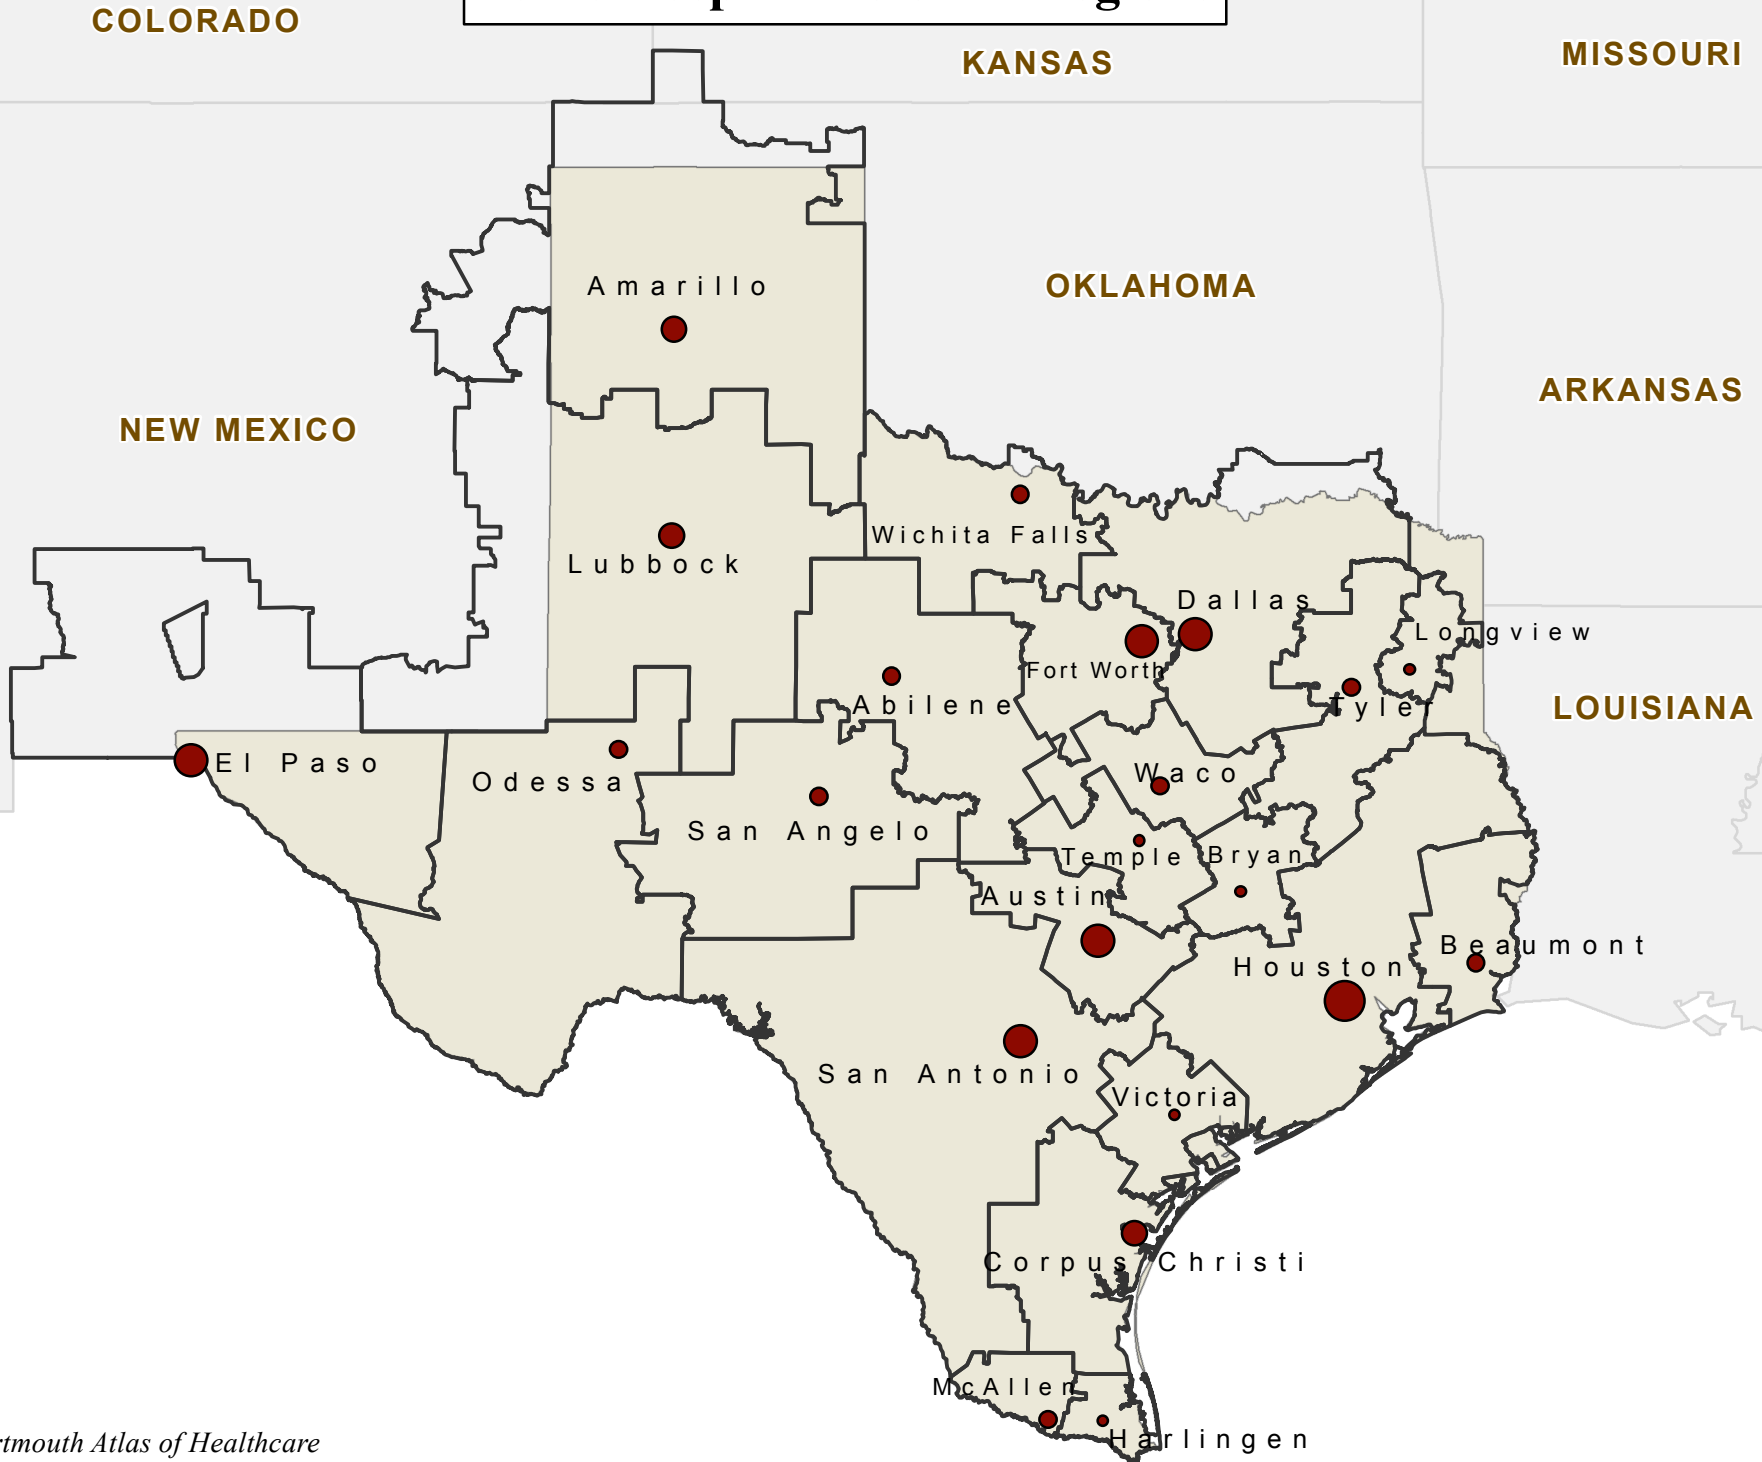 COLORADO
KANSAS
MISSOURI
Amarillo
OKLAHOMA
ARKANSAS
NEW MEXICO
Wichita Falls
Lubbock
Dallas
Longview
Fort Worth
Abilene
Tyler
LOUISIANA
El Paso
Odessa
Waco
San Angelo
Temple
Bryan
Austin
Beaumont
Houston
San Antonio
Victoria
Corpus Christi
McAllen
Harlingen
Atlas of Healthcare